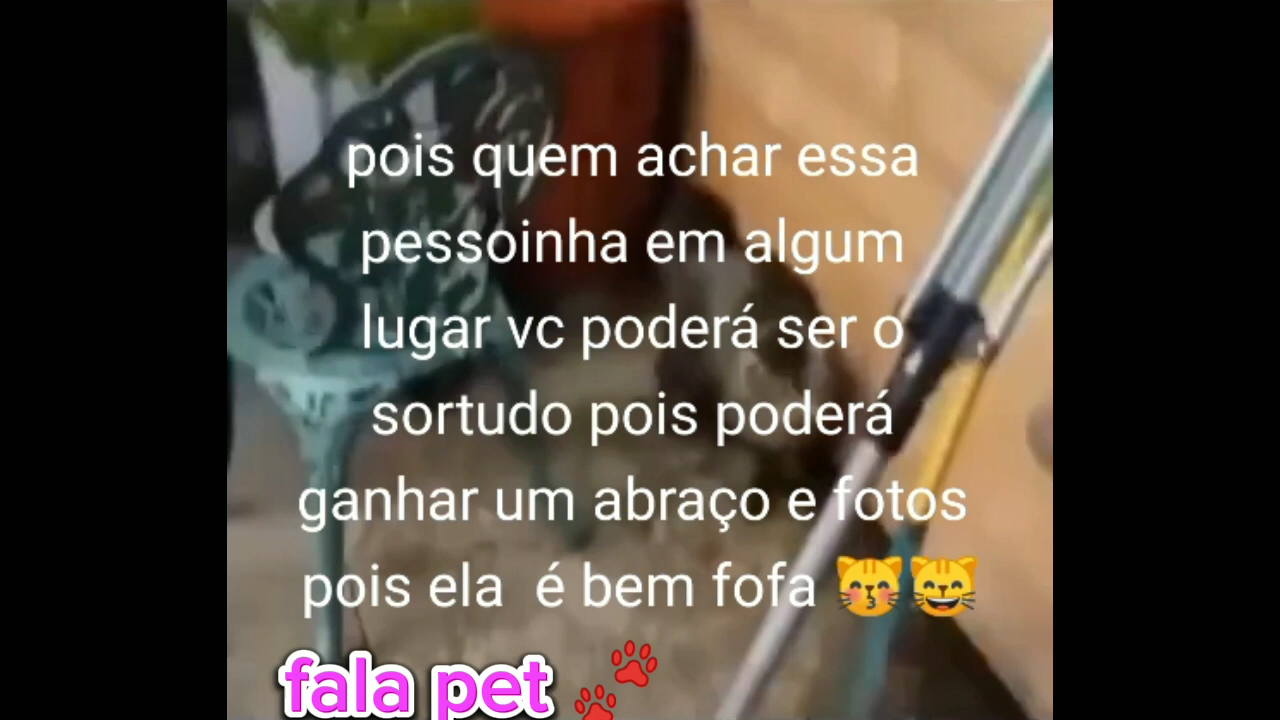 pois quem achar essa
pessoinha em algum
lugar vc poderá ser o
sortudo pois poderá
ganhar um abraço e fotos
pois ela é bem fofa 😽😸
fala pet 🐾